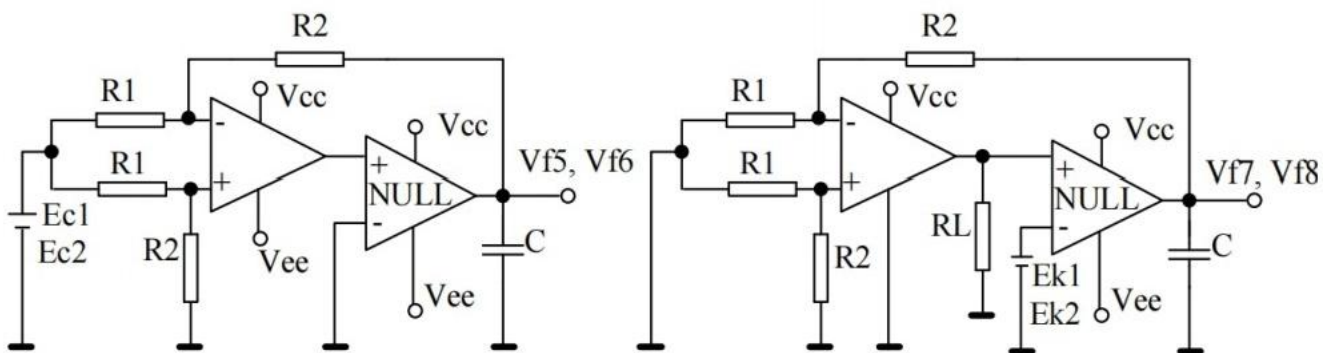 R2
R1
Vcc
-
R1
Vcc
+
+
NULL
Vf5, Vf6
-
Ec1
Ec2
R2
Vee
C
Vee
R2
R1
Vcc
-
R1
Vcc
+
+
NULL
Vf7, Vf8
-
RL
R2
Ek1
Ek2
C
Vee